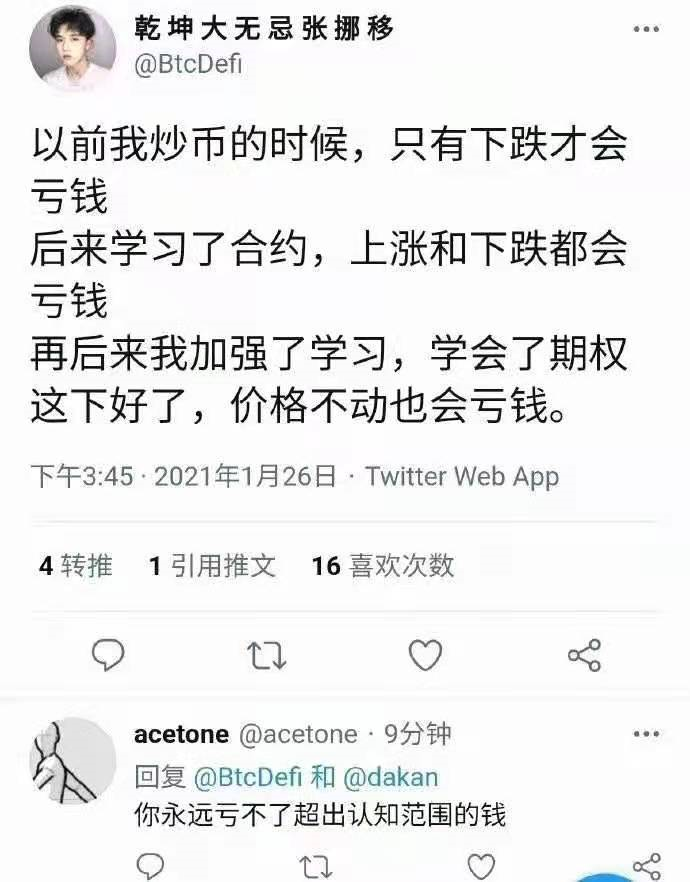 乾坤大无忌张挪移
@BtcDefi
以前我炒币的时候，只有下跌才会
亏钱
后来学习了合约，上涨和下跌都会
亏钱
再后来我加强了学习，学会了期权
这下好了，价格不动也会亏钱。
下午3:45 · 2021年1月26日 · Twitter Web App
4 转推 1 引用推文 16 喜欢次数
acetone @acetone · 9分钟
回复 @BtcDefi 和 @dakan
你永远亏不了超出认知范围的钱